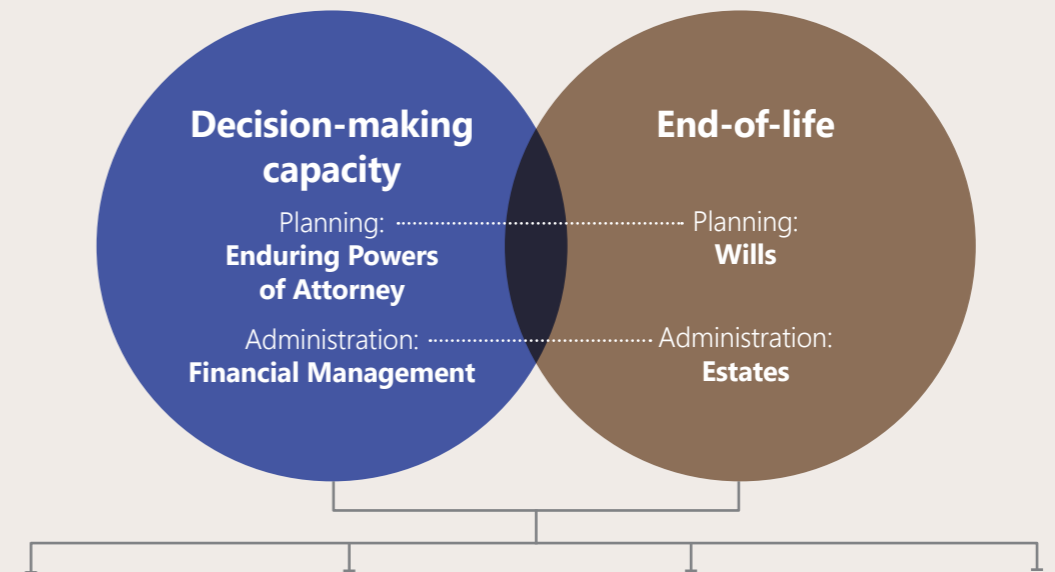 Decision-making
capacity
Planning:
Enduring Powers
of Attorney
Administration:
Financial Management
End-of-life
Planning:
Wills
Administration:
Estates